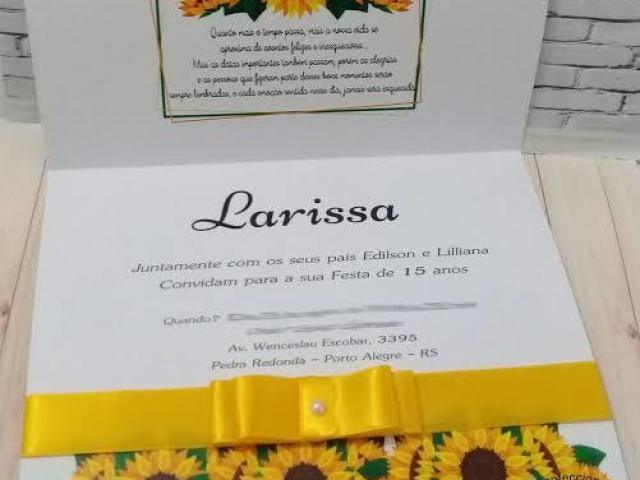 Quanto mais o tempo passa, mais a nossa vida se
aproxima de eventos felizes e inesquecíveis...
Mas as datas importantes também passam, porém as alegrias
e as pessoas que fizeram parte desses bons momentos serão
sempre lembradas, e cada emoção sentida nesse dia, jamais será esquecida
Larissa
Juntamente com os seus pais Edilson e Lilliana
Convidam para a sua Festa de 15 anos
Quando?
Av. Wenceslau Escobar, 3395
Pedra Redonda - Porto Alegre - RS